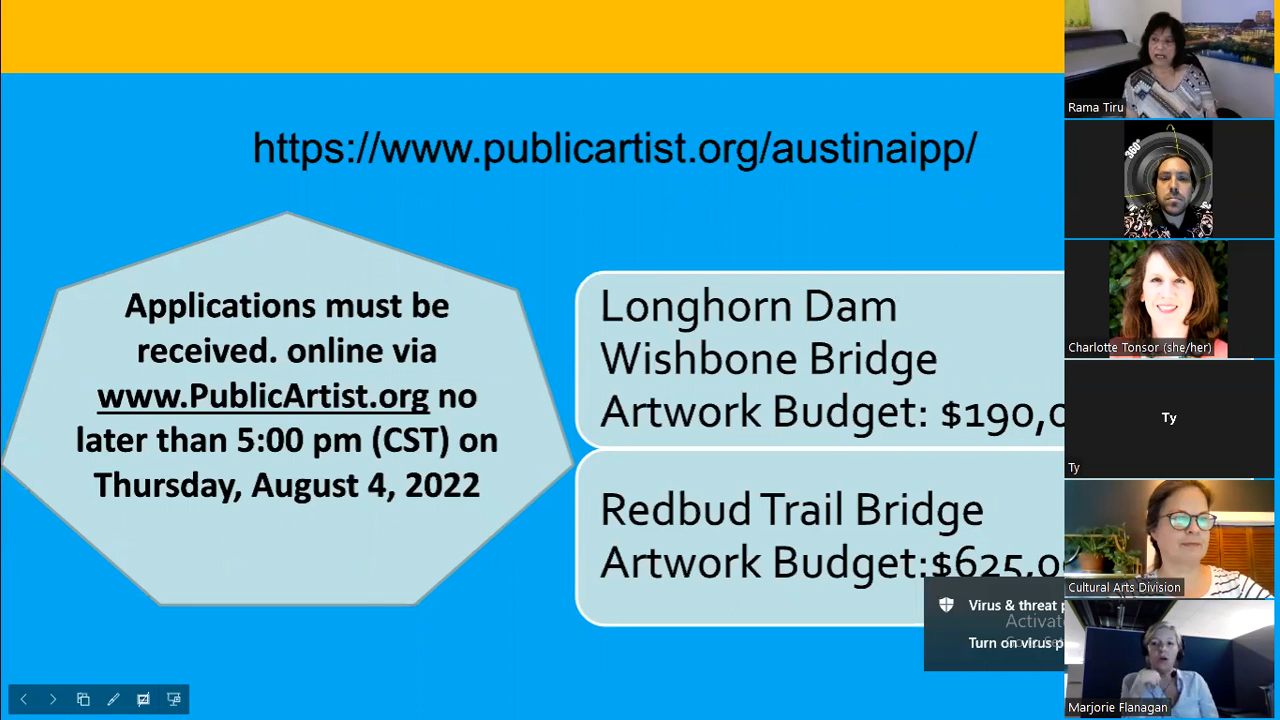 https://www.publicartist.org/austinaipp/
Applications must be
received. online via
www.PublicArtist.org no
later than 5:00 pm (CST) on
Thursday, August 4, 2022
Longhorn Dam
Wishbone Bridge
Artwork Budget: $190,0
Redbud Trail Bridge
Artwork Budget:$625,0
Virus & threat p
Activate
Turn on virus p
Rama Tiru
360°
Charlotte Tonsor (she/her)
Ty
Ty
Cultural Arts Division
Marjorie Flanagan